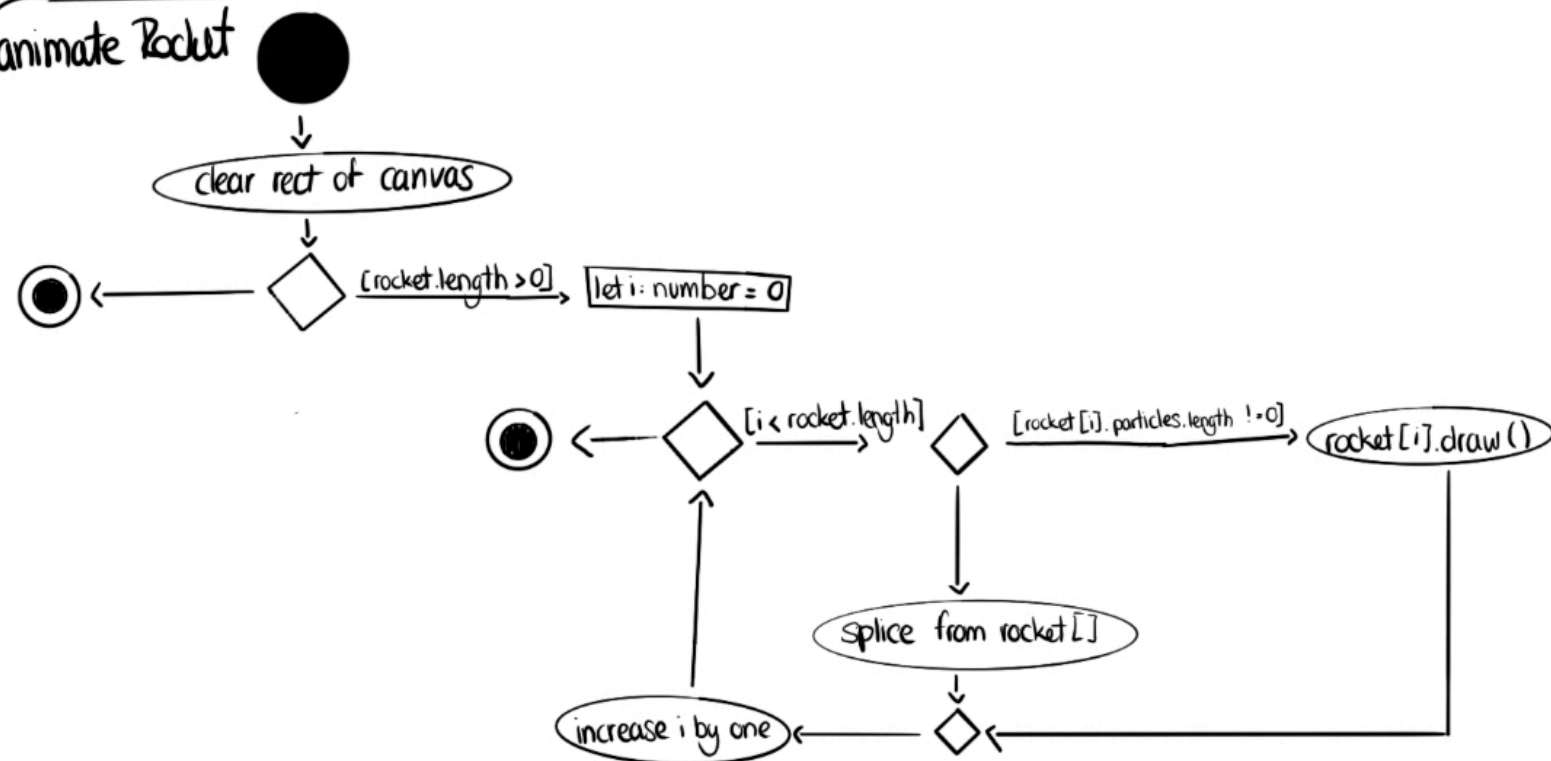 animate Rocket
clear rect of canvas
[rocket.length > 0]
let i: number = 0
[i < rocket.length]
[rocket[i].particles.length != 0]
rocket[i].draw()
splice from rocket[]
increase i by one